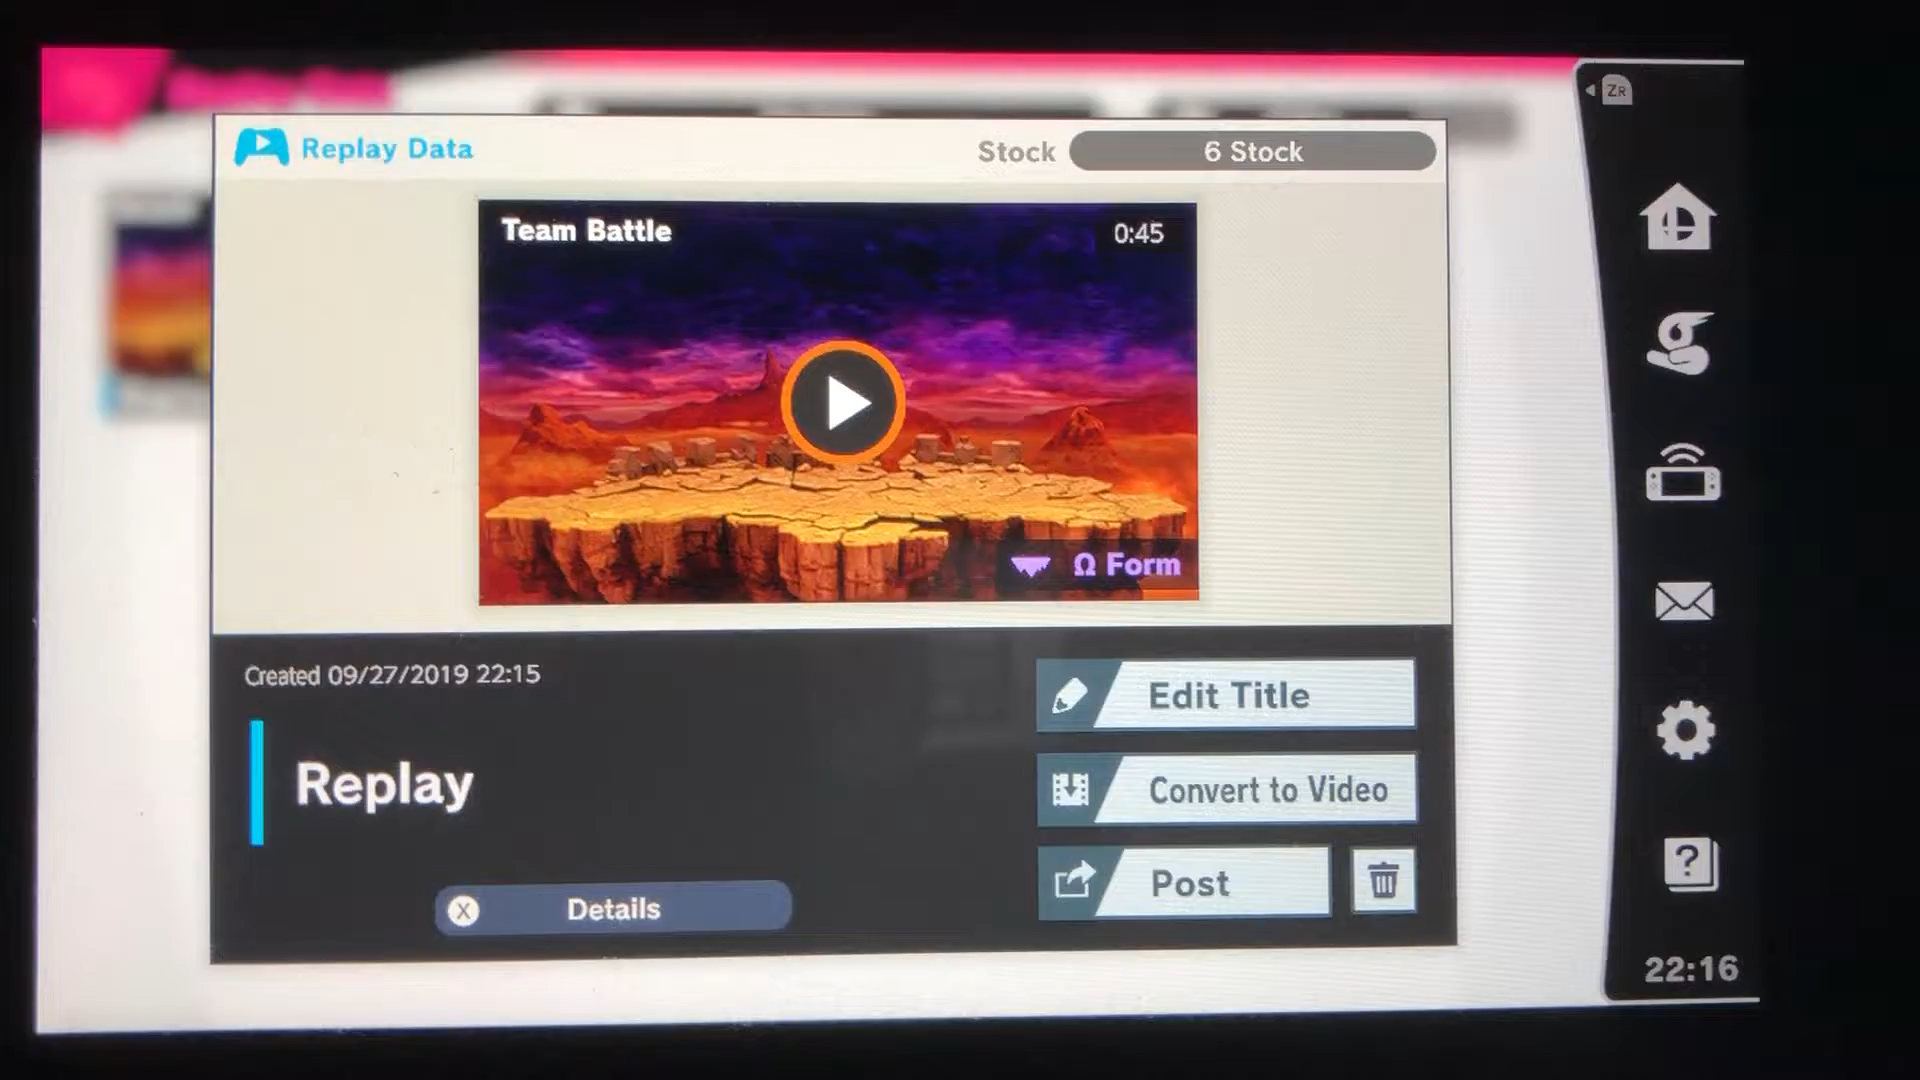 ZR
Replay Data
Stock
6 Stock
Team Battle
0:45
Ω Form
Created 09/27/2019 22:15
Replay
Edit Title
Convert to Video
Post
X
Details
?
22:16